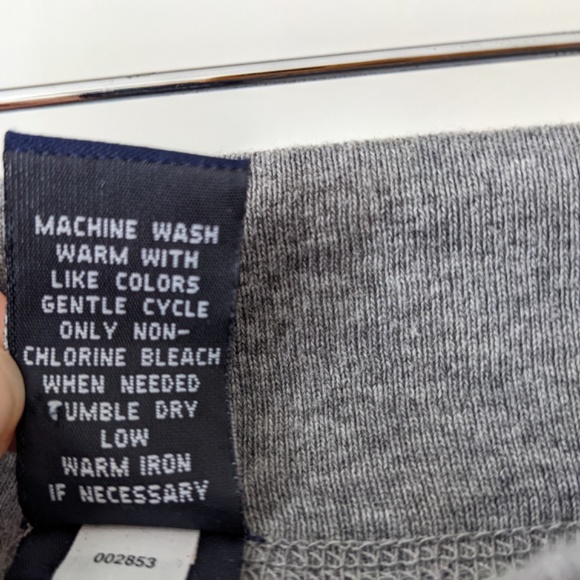 MACHINE WASH
WARM WITH
LIKE COLORS
GENTLE CYCLE
ONLY NON-
CHLORINE BLEACH
WHEN NEEDED
TUMBLE DRY
LOW
WARM IRON
IF NECESSARY
002853